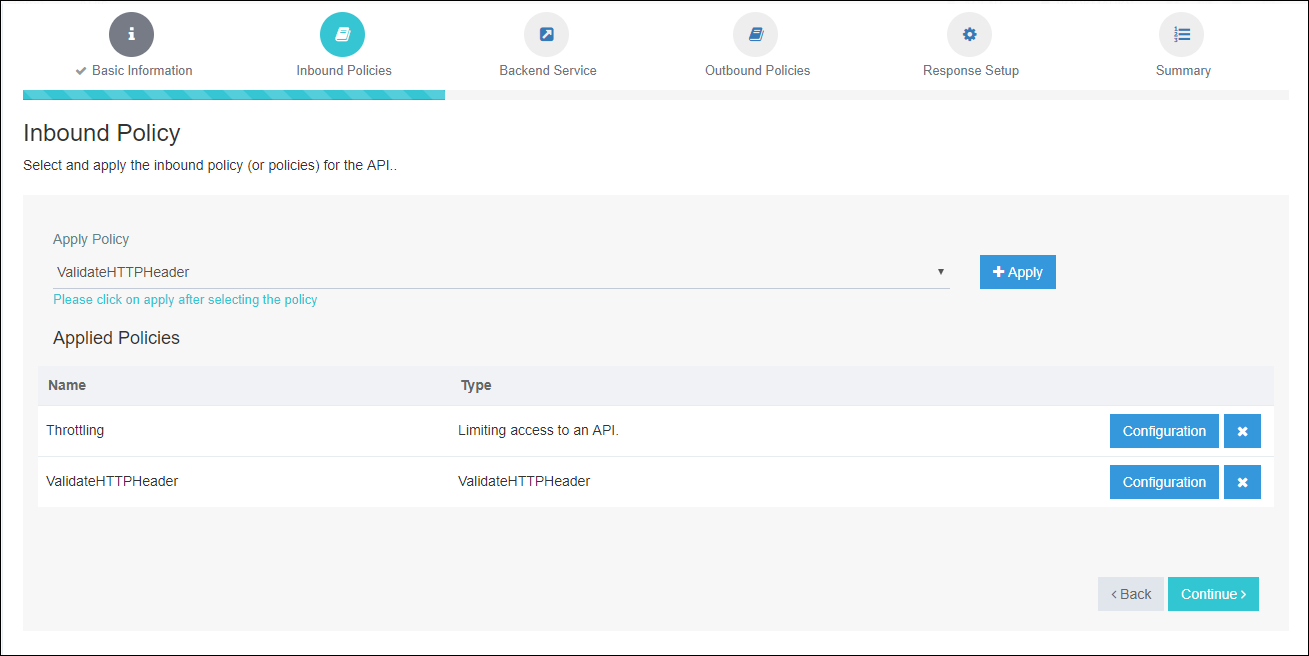 Basic Information
Inbound Policies
Backend Service
Outbound Policies
Response Setup
Summary
Inbound Policy
Select and apply the inbound policy (or policies) for the API..
Apply Policy
ValidateHTTPHeader
Apply
Please click on apply after selecting the policy
Applied Policies
Name Type
Throttling Limiting access to an API. Configuration
ValidateHTTPHeader ValidateHTTPHeader Configuration
Back Continue